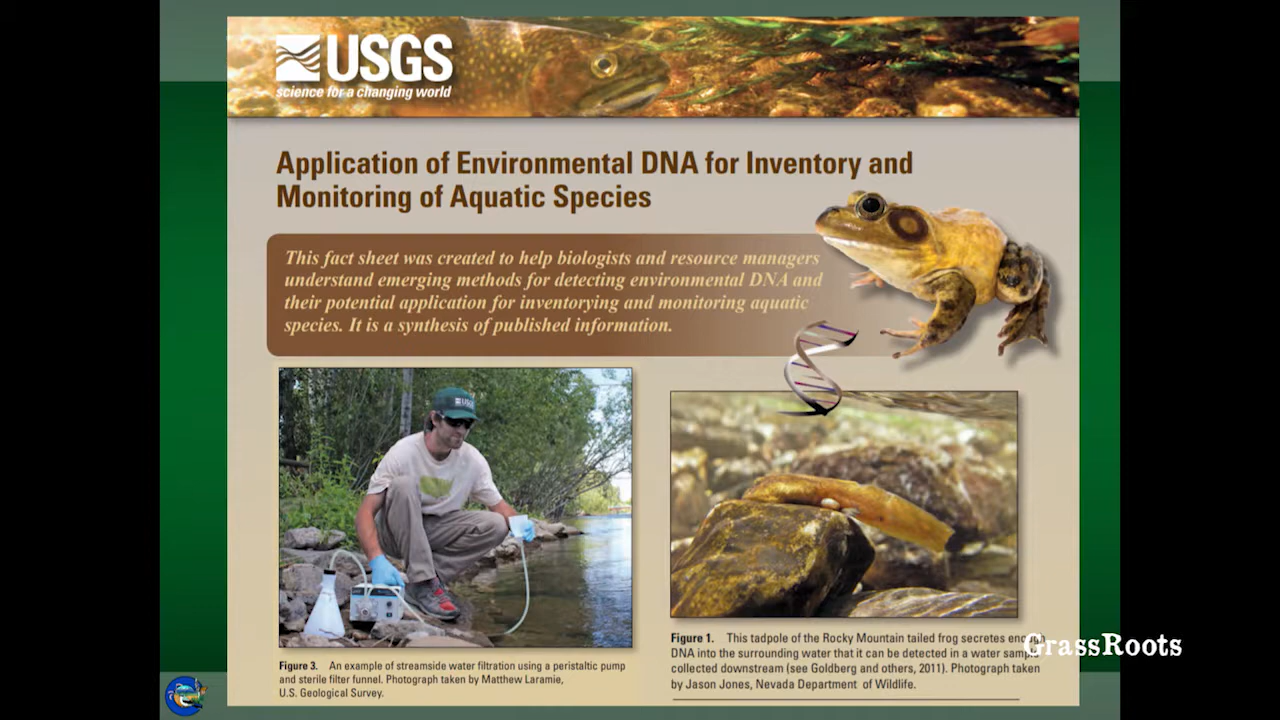 USGS
science for a changing world
Application of Environmental DNA for Inventory and
Monitoring of Aquatic Species
This fact sheet was created to help biologists and resource managers
understand emerging methods for detecting environmental DNA and
their potential application for inventorying and monitoring aquatic
species. It is a synthesis of published information.
USGS
Figure 3. An example of streamside water filtration using a peristaltic pump
and sterile filter funnel. Photograph taken by Matthew Laramie,
U.S. Geological Survey.
Figure 1. This tadpole of the Rocky Mountain tailed frog secretes enough
DNA into the surrounding water that it can be detected in a water sample
collected downstream (see Goldberg and others, 2011). Photograph taken
by Jason Jones, Nevada Department of Wildlife.
GrassRoots